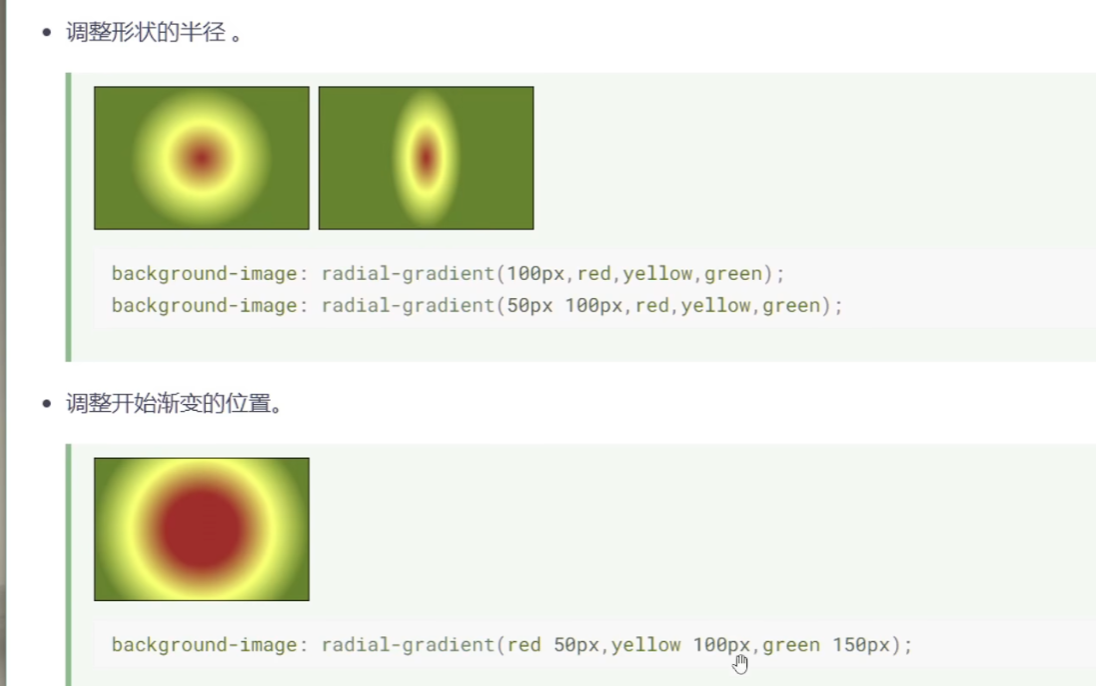 调整形状的半径 。
background-image: radial-gradient(100px,red,yellow,green);
background-image: radial-gradient(50px 100px,red,yellow,green);
调整开始渐变的位置。
background-image: radial-gradient(red 50px,yellow 100px,green 150px);